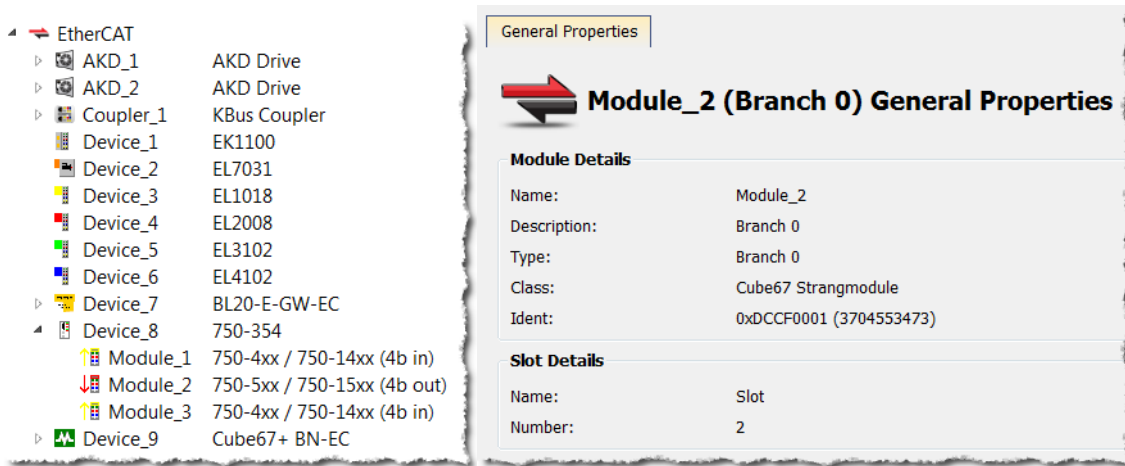 EtherCAT
AKD_1 AKD Drive
AKD_2 AKD Drive
Coupler_1 KBus Coupler
Device_1 EK1100
Device_2 EL7031
Device_3 EL1018
Device_4 EL2008
Device_5 EL3102
Device_6 EL4102
Device_7 BL20-E-GW-EC
Device_8 750-354
Module_1 750-4xx / 750-14xx (4b in)
Module_2 750-5xx / 750-15xx (4b out)
Module_3 750-4xx / 750-14xx (4b in)
Device_9 Cube67+ BN-EC
General Properties
Module_2 (Branch 0) General Properties
Module Details
Name: Module_2
Description: Branch 0
Type: Branch 0
Class: Cube67 Strangmodule
Ident: 0xDCCF0001 (3704553473)
Slot Details
Name: Slot
Number: 2